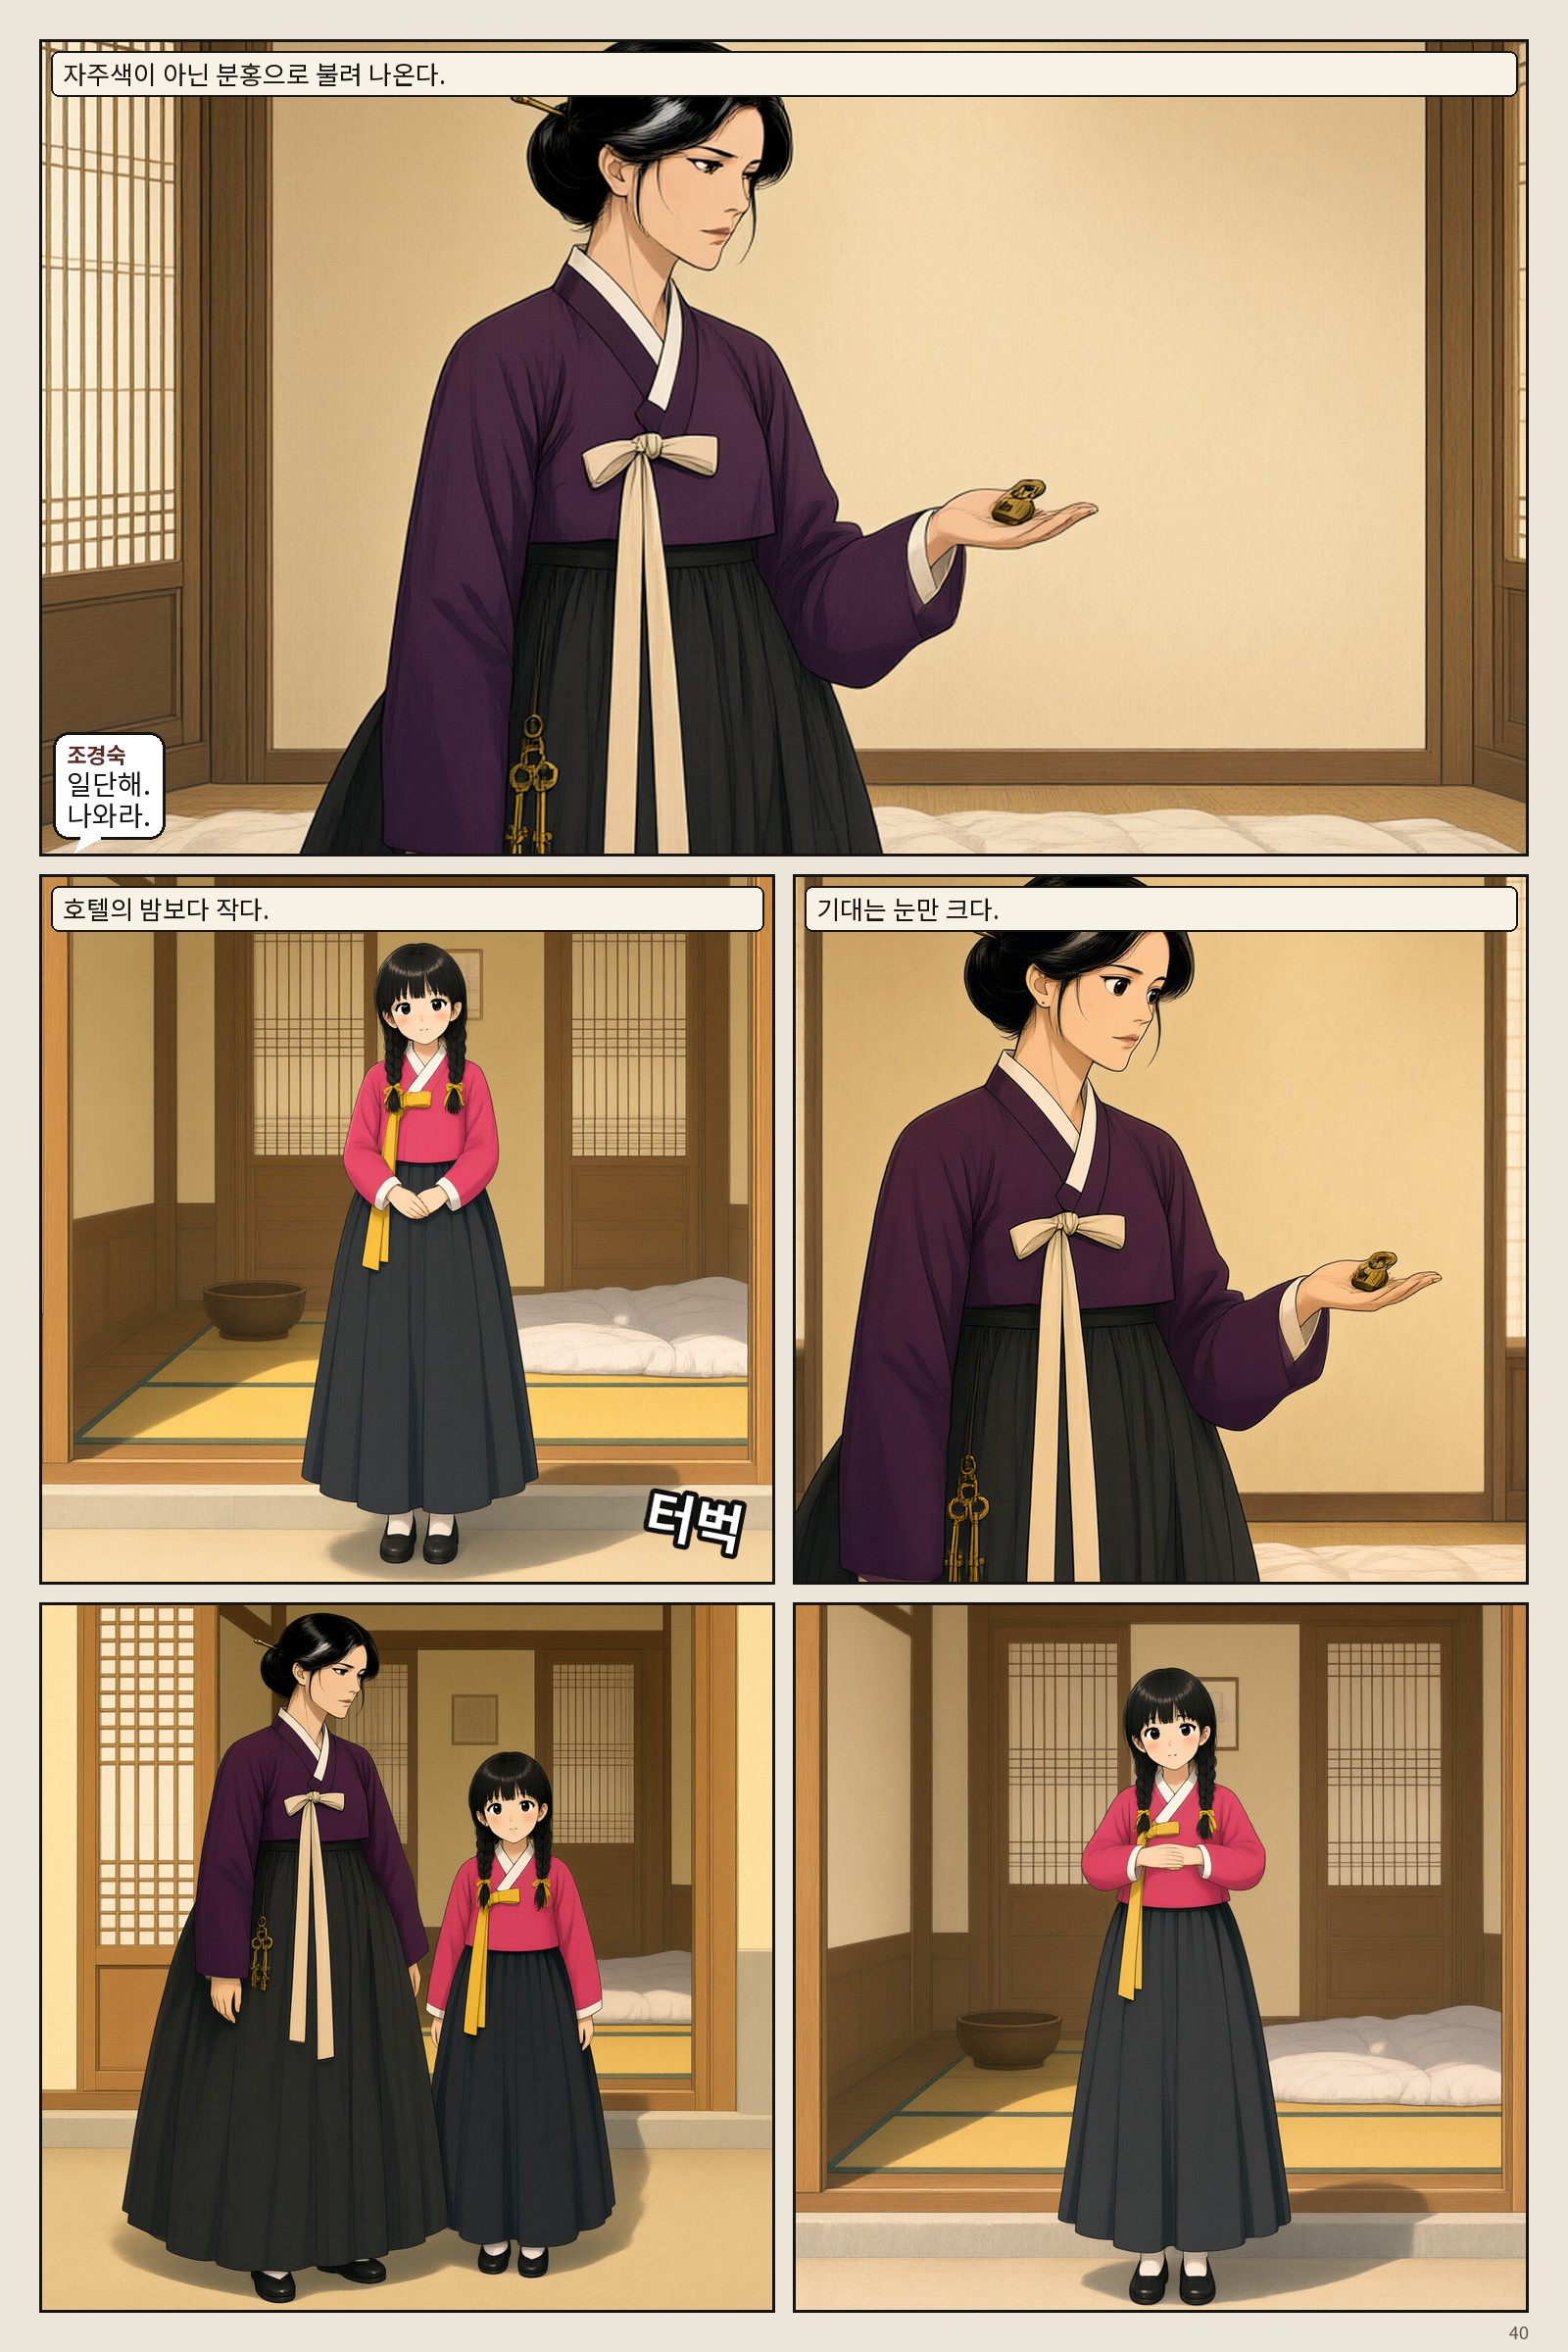 자주색이 아닌 분홍으로 불려 나온다.
조경숙
일단해.
나와라.
호텔의 밤보다 작다.
터벅
기대는 눈만 크다.
40